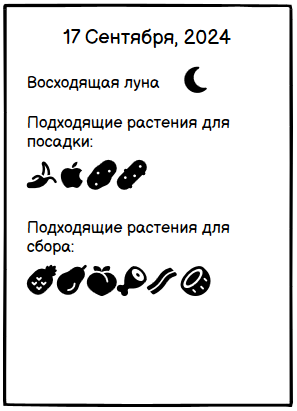 17 Сентября, 2024
Восходящая луна
Подходящие растения для
посадки:
Подходящие растения для
сбора: